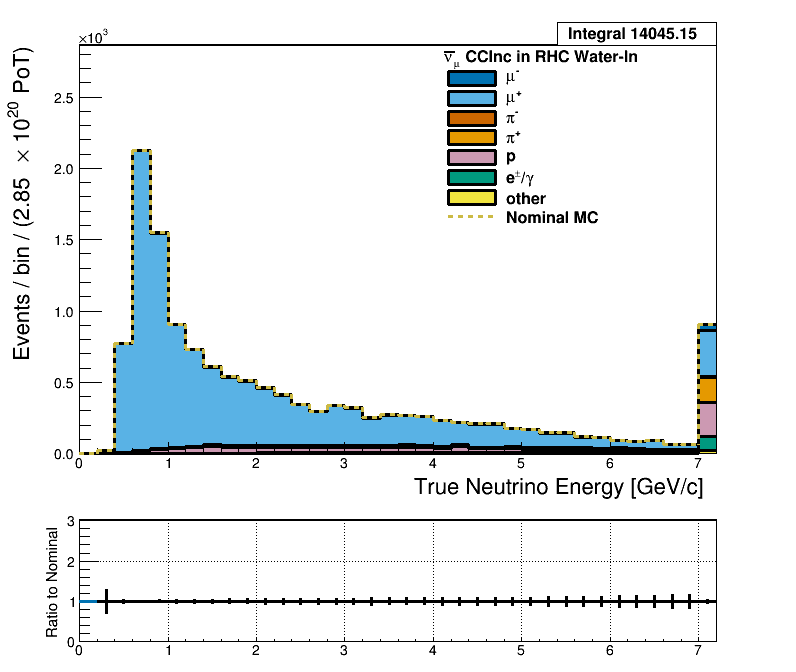 Integral 14045.15
×10³
ν̅_μ CCInc in RHC Water-In
μ⁻
μ⁺
π⁻
π⁺
p
e^±/γ
other
Nominal MC
Events / bin / (2.85 × 10²⁰ PoT)
2.5
2.0
1.5
1.0
0.5
0.0
0 1 2 3 4 5 6 7
True Neutrino Energy [GeV/c]
Ratio to Nominal
3
2
1
0
0 1 2 3 4 5 6 7